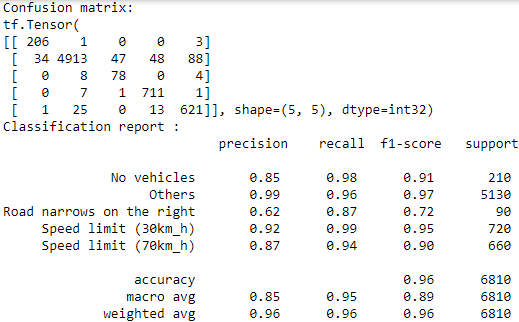 Confusion matrix:
tf.Tensor(
[[ 206    1    0    0    3]
 [  34 4913   47   48   88]
 [   0    8   78    0    4]
 [   0    7    1  711    1]
 [   1   25    0   13  621]], shape=(5, 5), dtype=int32)
Classification report :
precision    recall  f1-score   support
No vehicles       0.85      0.98      0.91       210
Others       0.99      0.96      0.97      5130
Road narrows on the right       0.62      0.87      0.72        90
Speed limit (30km_h)       0.92      0.99      0.95       720
Speed limit (70km_h)       0.87      0.94      0.90       660
accuracy                           0.96      6810
macro avg       0.85      0.95      0.89      6810
weighted avg       0.96      0.96      0.96      6810